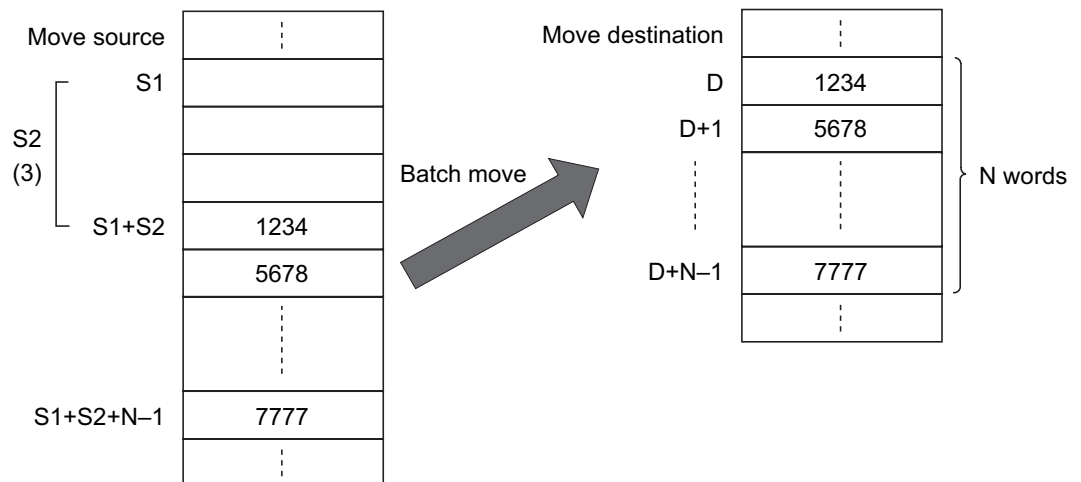 Move source
S1
S2
(3)
S1+S2
1234
5678
S1+S2+N–1
7777
Batch move
Move destination
D
1234
D+1
5678
N words
D+N–1
7777